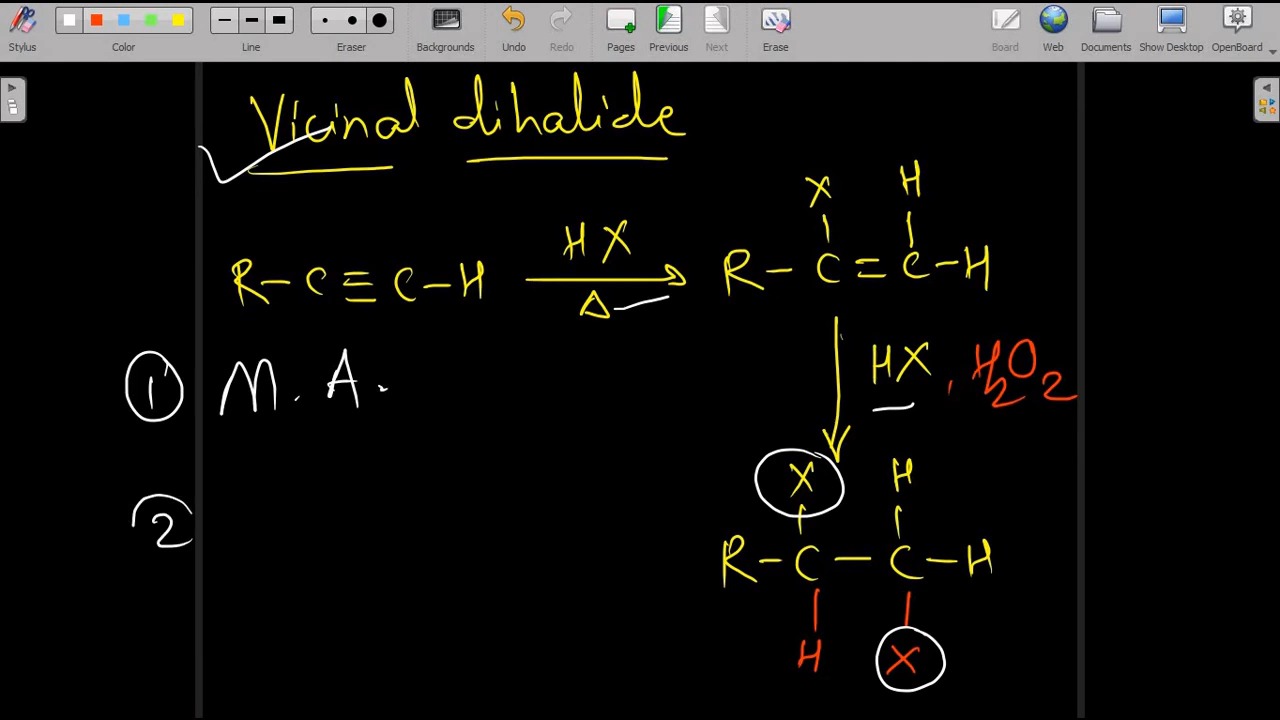 Stylus Color Line Eraser Backgrounds Undo Redo Pages Previous Next Erase Board Web Documents Show Desktop OpenBoard
Vicinal dihalide
X H
R-C≡C-H HX R-C=C-H
Δ
① M.A. HX, H2O2
X H
②
R-C-C-H
H X